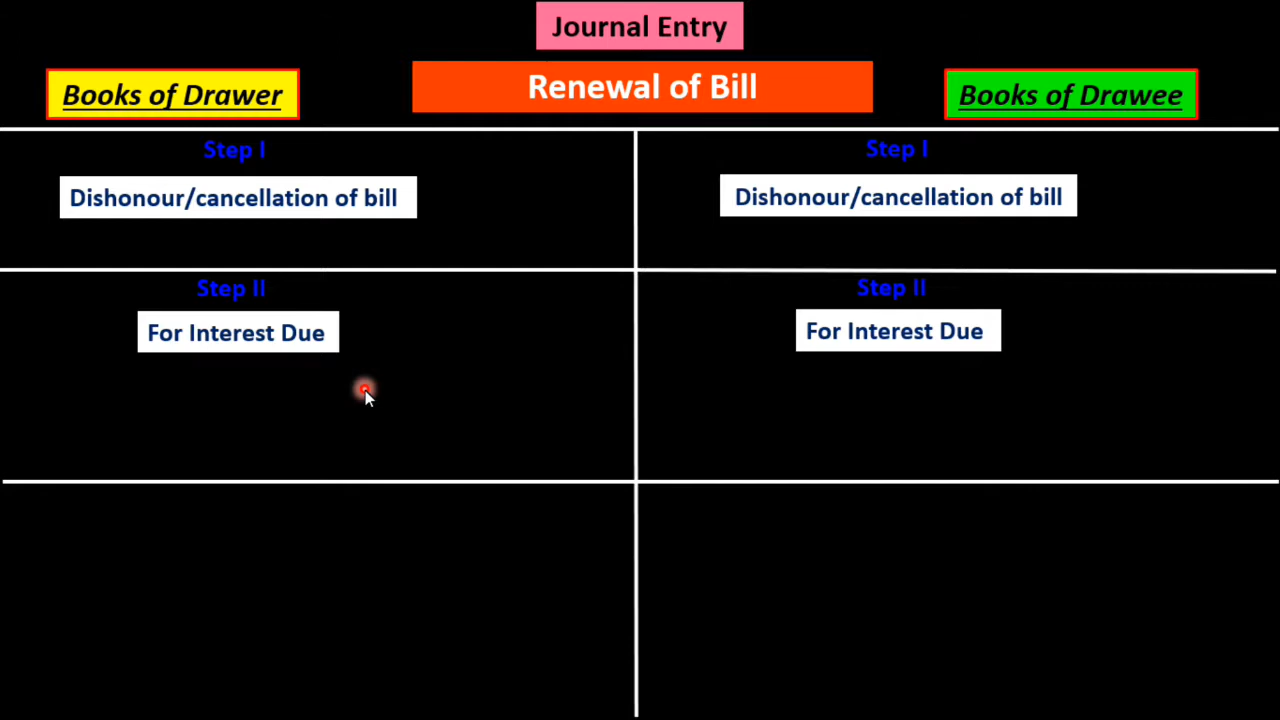 Journal Entry
Renewal of Bill
Books of Drawer
Books of Drawee
Step I
Dishonour/cancellation of bill
Step II
For Interest Due
Step I
Dishonour/cancellation of bill
Step II
For Interest Due